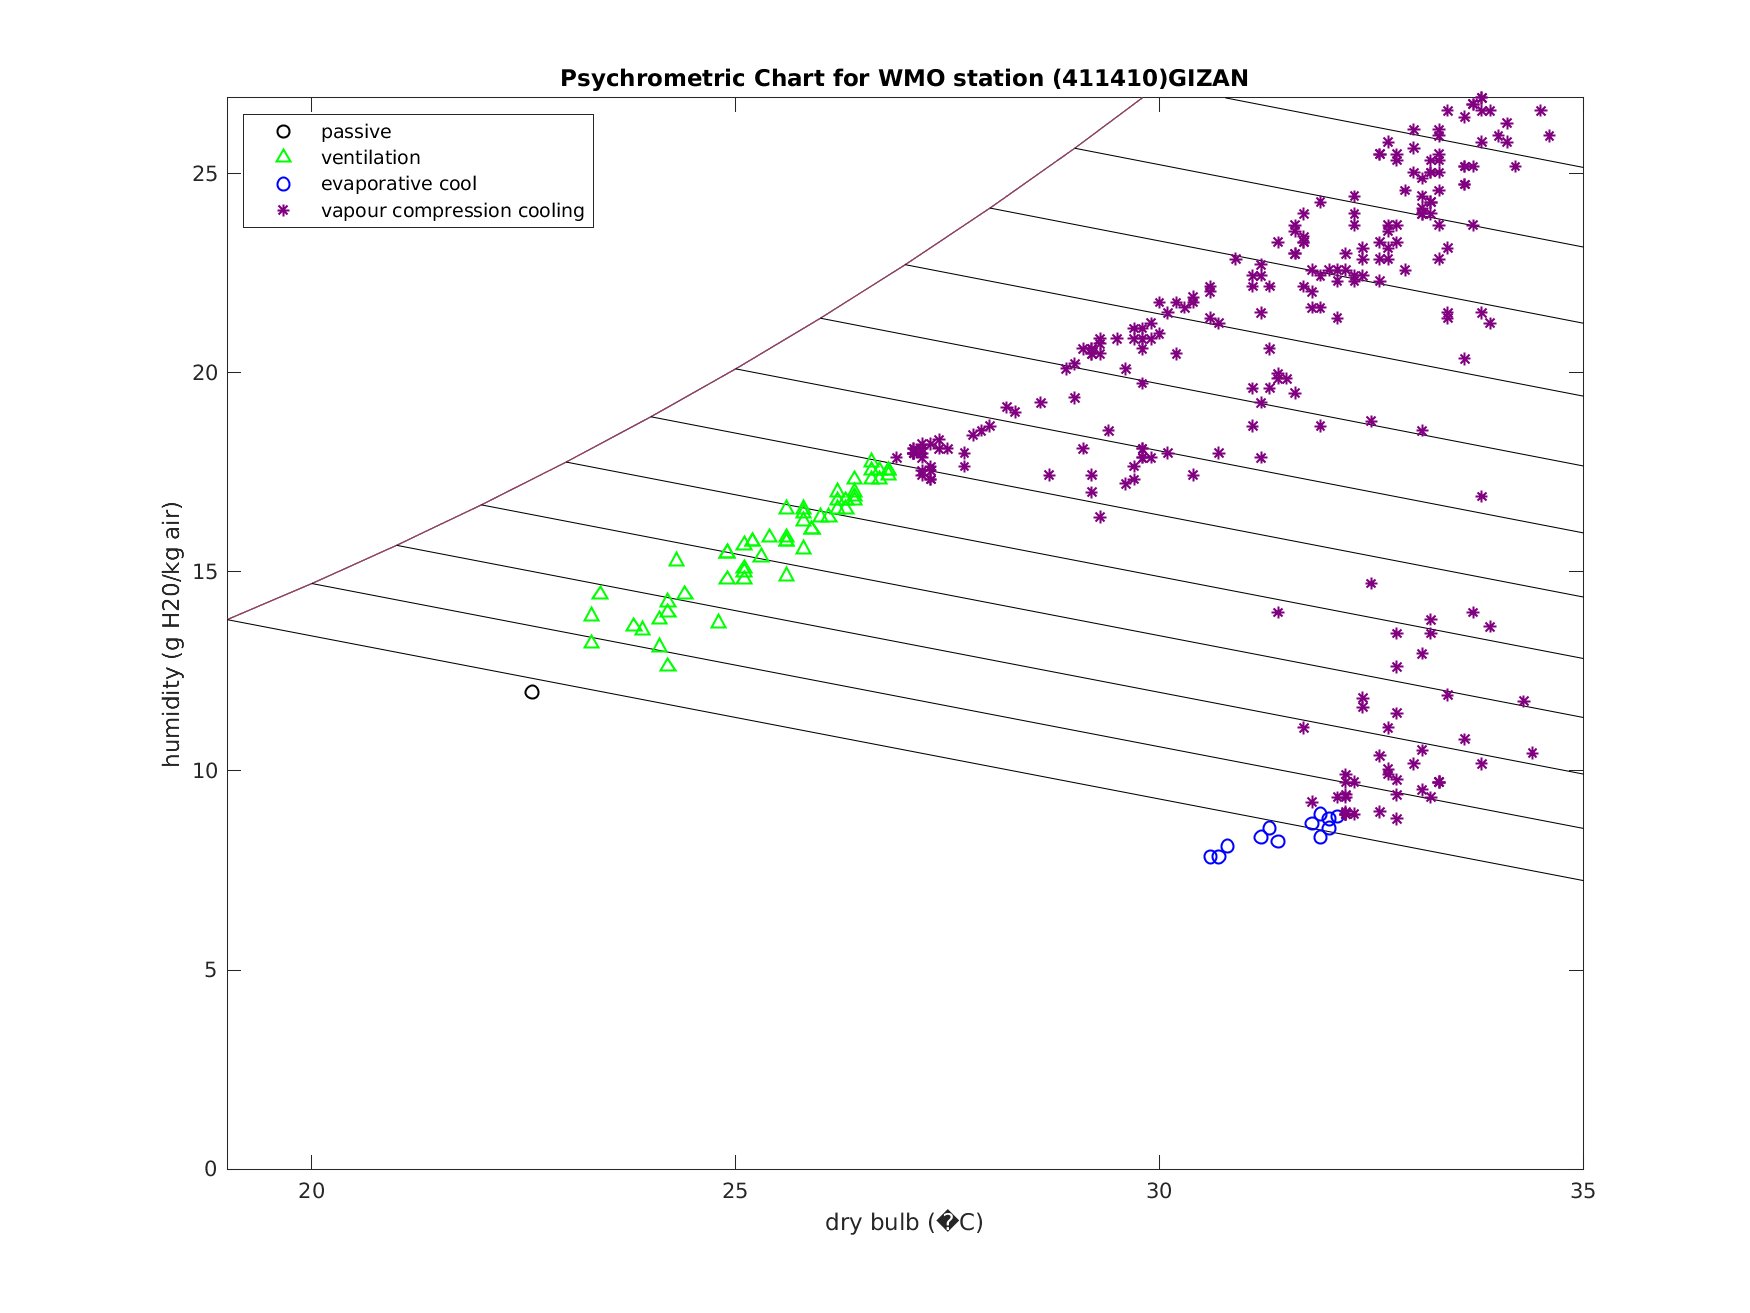 Psychrometric Chart for WMO station (411410)GIZAN
passive
ventilation
evaporative cool
vapour compression cooling
25
20
15
10
5
0
humidity (g H20/kg air)
20 25 30 35
dry bulb (�C)